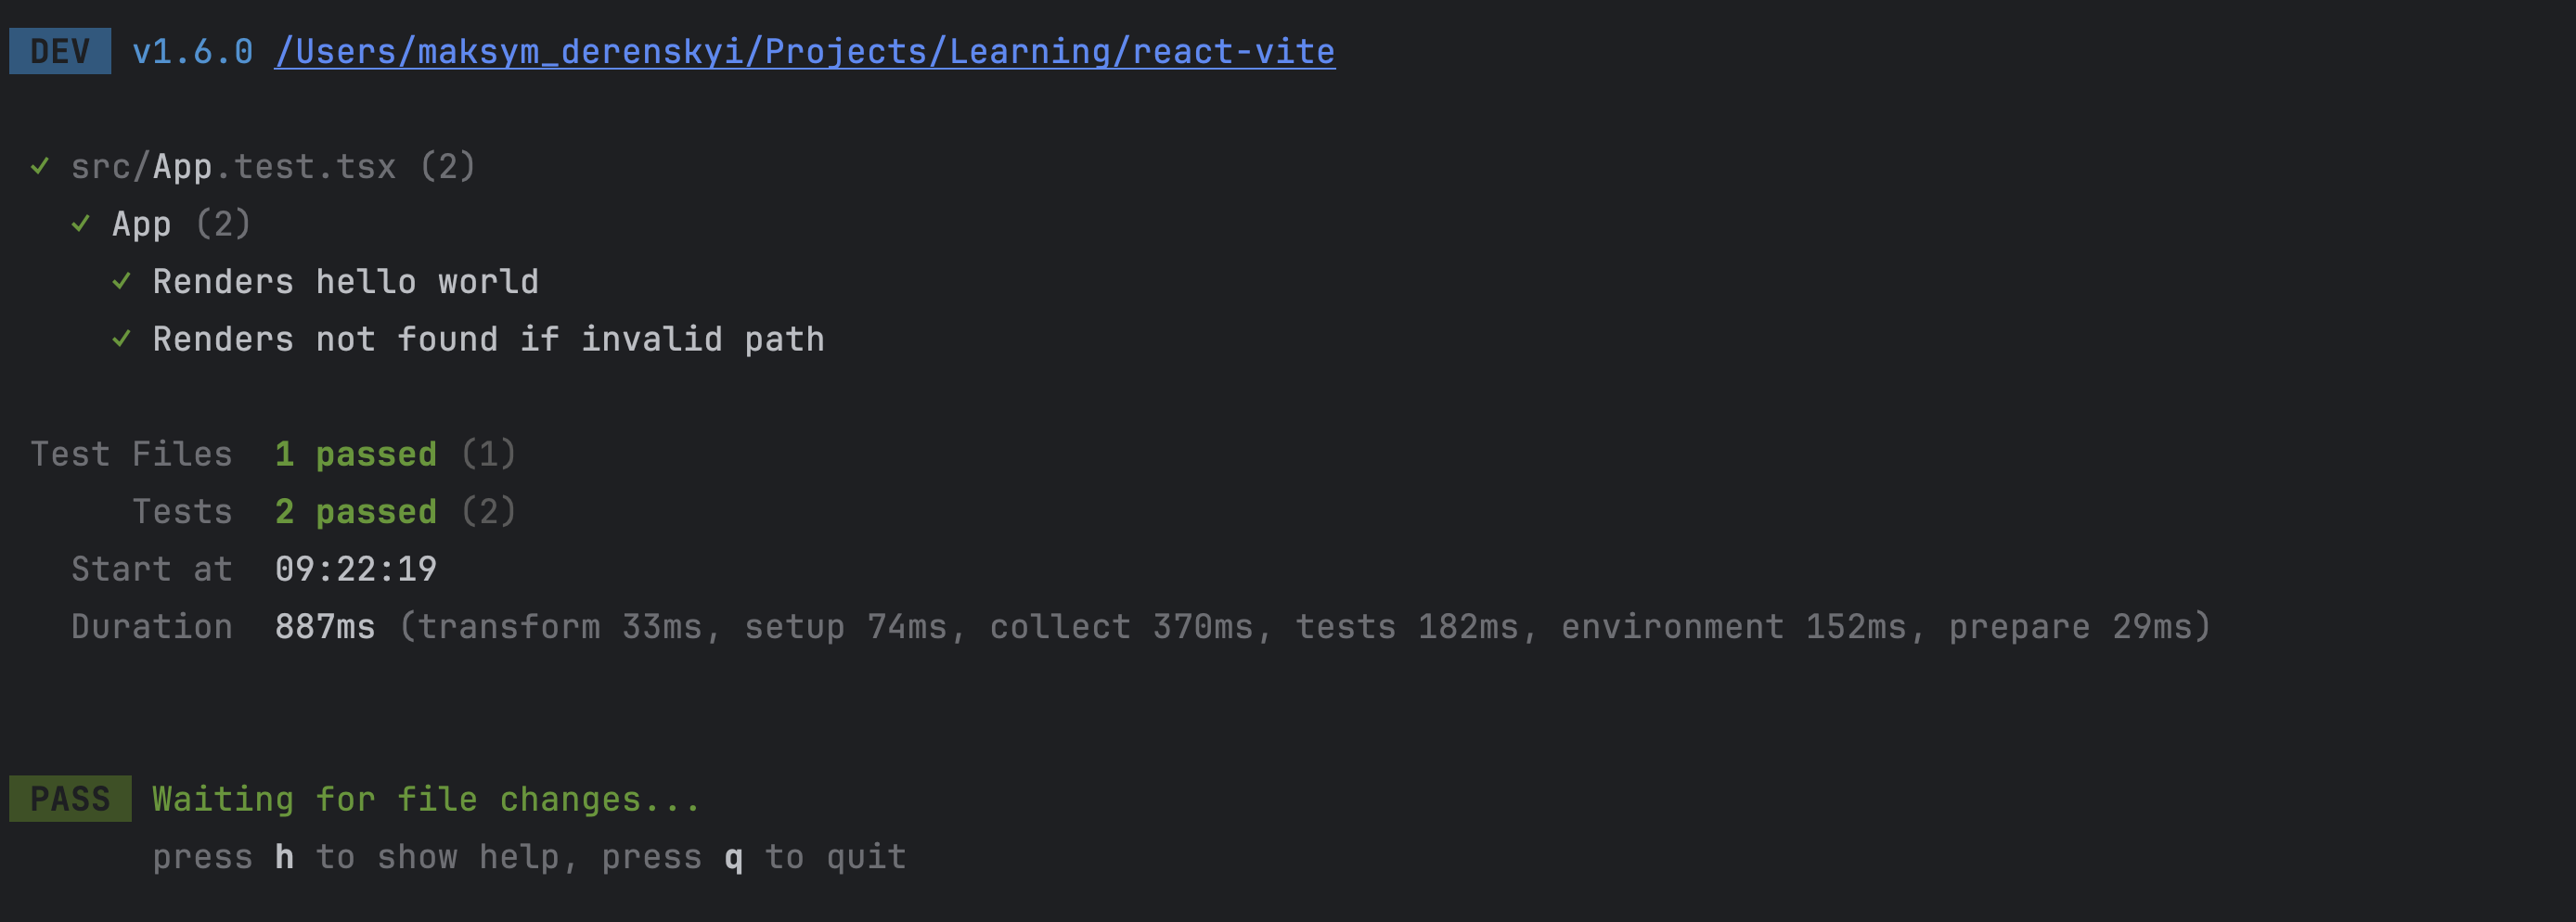 DEV v1.6.0 /Users/maksym_derenskyi/Projects/Learning/react-vite
✓ src/App.test.tsx (2)
✓ App (2)
✓ Renders hello world
✓ Renders not found if invalid path
Test Files 1 passed (1)
Tests 2 passed (2)
Start at 09:22:19
Duration 887ms (transform 33ms, setup 74ms, collect 370ms, tests 182ms, environment 152ms, prepare 29ms)
PASS Waiting for file changes...
press h to show help, press q to quit